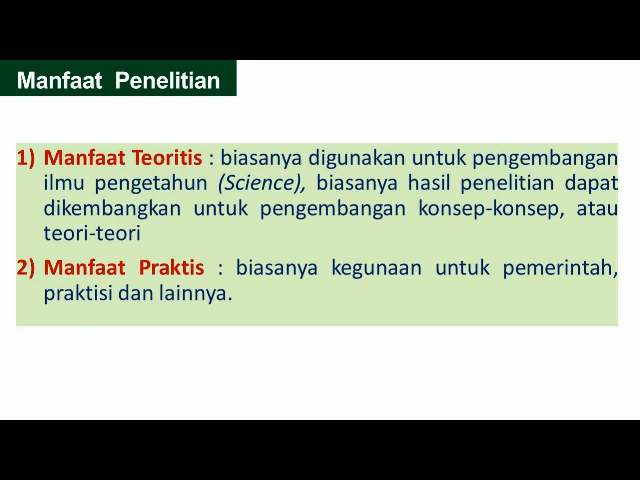 Manfaat Penelitian
1) Manfaat Teoritis : biasanya digunakan untuk pengembangan
ilmu pengetahun (Science), biasanya hasil penelitian dapat
dikembangkan untuk pengembangan konsep-konsep, atau
teori-teori
2) Manfaat Praktis : biasanya kegunaan untuk pemerintah,
praktisi dan lainnya.